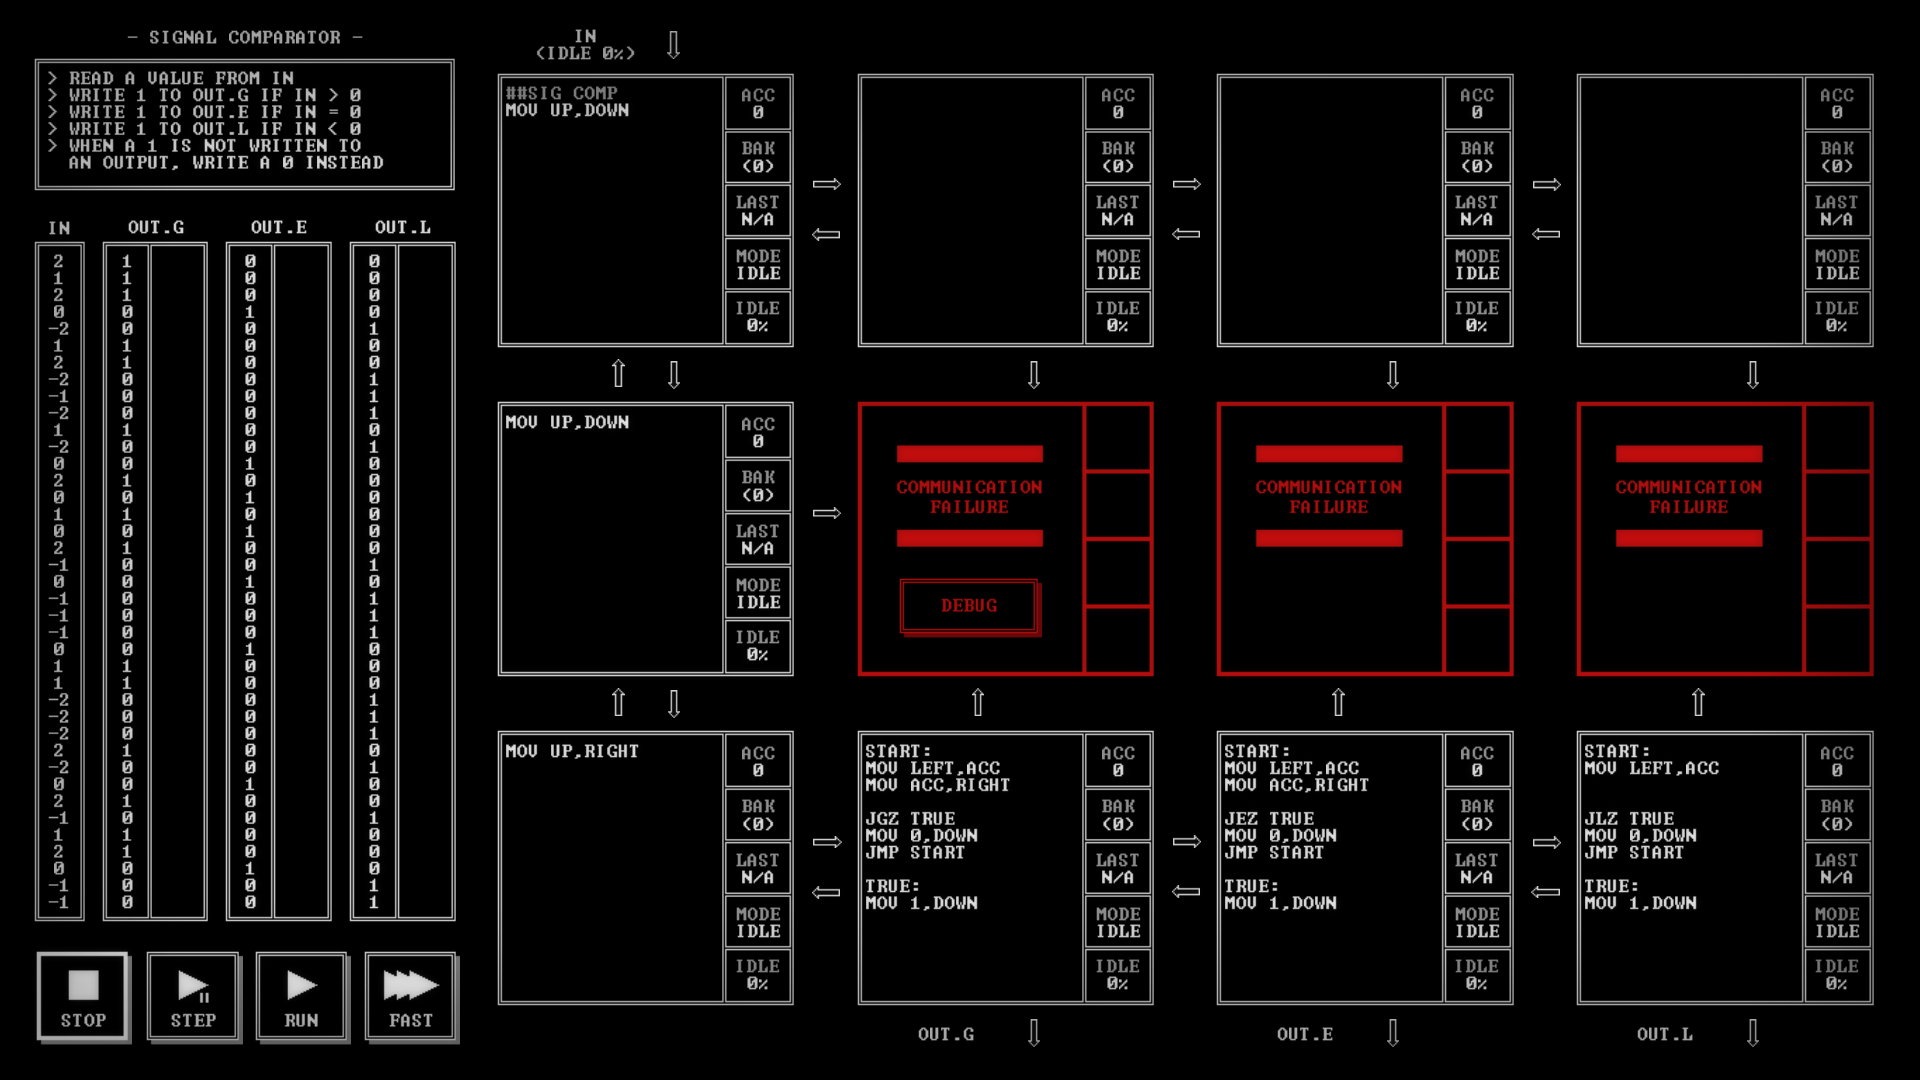 - SIGNAL COMPARATOR -
> READ A VALUE FROM IN
> WRITE 1 TO OUT.G IF IN > 0
> WRITE 1 TO OUT.E IF IN = 0
> WRITE 1 TO OUT.L IF IN < 0
> WHEN A 1 IS NOT WRITTEN TO
AN OUTPUT, WRITE A 0 INSTEAD
IN OUT.G OUT.E OUT.L
2 1 0 0
1 1 0 0
2 1 0 0
0 0 1 0
-2 0 0 1
1 1 0 0
2 1 0 0
-2 0 0 1
-1 0 0 1
-2 0 0 1
1 1 0 0
-2 0 0 1
0 0 1 0
2 1 0 0
0 0 1 0
1 1 0 0
0 0 1 0
2 1 0 0
-1 0 0 1
0 0 1 0
-1 0 0 1
-1 0 0 1
-1 0 0 1
0 0 1 0
1 1 0 0
1 1 0 0
-2 0 0 1
-2 0 0 1
-2 0 0 1
2 1 0 0
-2 0 0 1
0 0 1 0
2 1 0 0
-1 0 0 1
1 1 0 0
2 1 0 0
0 0 1 0
-1 0 0 1
-1 0 0 1
STOP
STEP
RUN
FAST
IN
(IDLE 0%)
##SIG COMP
MOV UP,DOWN
ACC
0
BAK
(0)
LAST
N/A
MODE
IDLE
IDLE
0%
ACC
0
BAK
(0)
LAST
N/A
MODE
IDLE
IDLE
0%
ACC
0
BAK
(0)
LAST
N/A
MODE
IDLE
IDLE
0%
ACC
0
BAK
(0)
LAST
N/A
MODE
IDLE
IDLE
0%
MOV UP,DOWN
ACC
0
BAK
(0)
LAST
N/A
MODE
IDLE
IDLE
0%
COMMUNICATION
FAILURE
DEBUG
COMMUNICATION
FAILURE
COMMUNICATION
FAILURE
MOV UP,RIGHT
ACC
0
BAK
(0)
LAST
N/A
MODE
IDLE
IDLE
0%
START:
MOV LEFT,ACC
MOV ACC,RIGHT
JGZ TRUE
MOV 0,DOWN
JMP START
TRUE:
MOV 1,DOWN
ACC
0
BAK
(0)
LAST
N/A
MODE
IDLE
IDLE
0%
START:
MOV LEFT,ACC
MOV ACC,RIGHT
JEZ TRUE
MOV 0,DOWN
JMP START
TRUE:
MOV 1,DOWN
ACC
0
BAK
(0)
LAST
N/A
MODE
IDLE
IDLE
0%
START:
MOV LEFT,ACC
JLZ TRUE
MOV 0,DOWN
JMP START
TRUE:
MOV 1,DOWN
ACC
0
BAK
(0)
LAST
N/A
MODE
IDLE
IDLE
0%
OUT.G
OUT.E
OUT.L